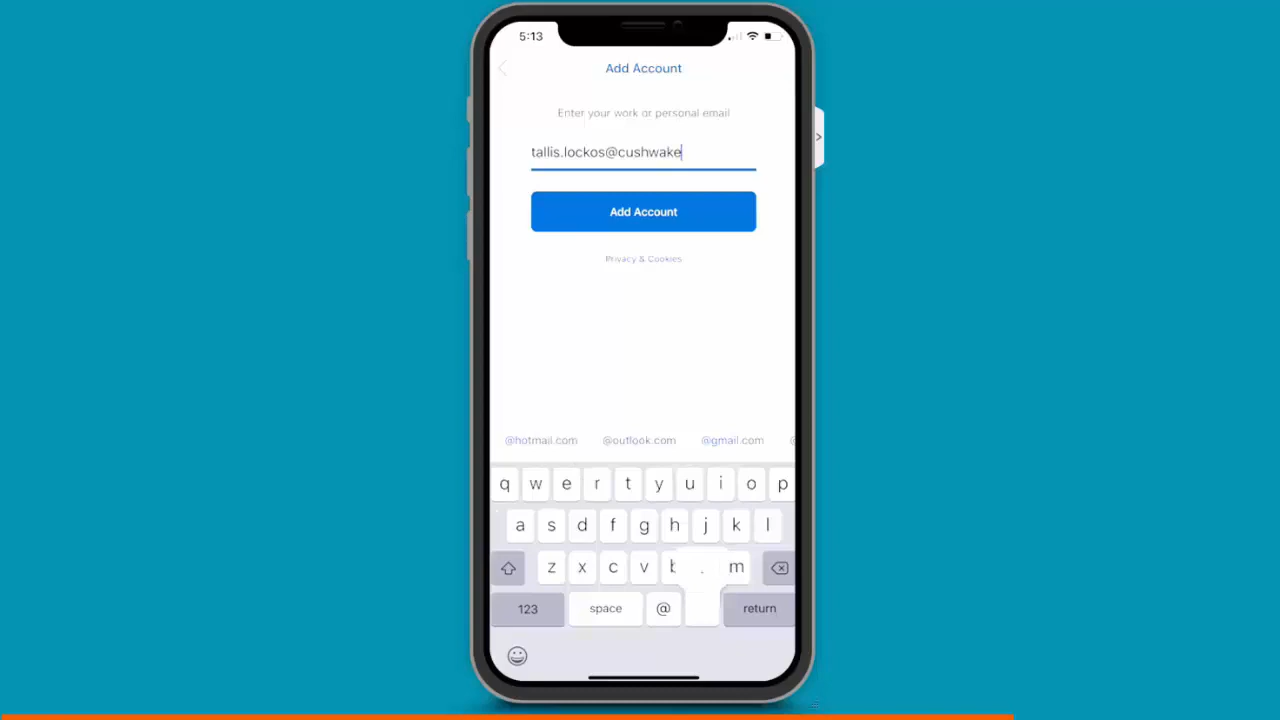 5:13
Add Account
Enter your work or personal email
tallis.lockos@cushwake
Add Account
Privacy & Cookies
@hotmail.com @outlook.com @gmail.com
q w e r t y u i o p
a s d f g h j k l
z x c v b . m
123 space @ return